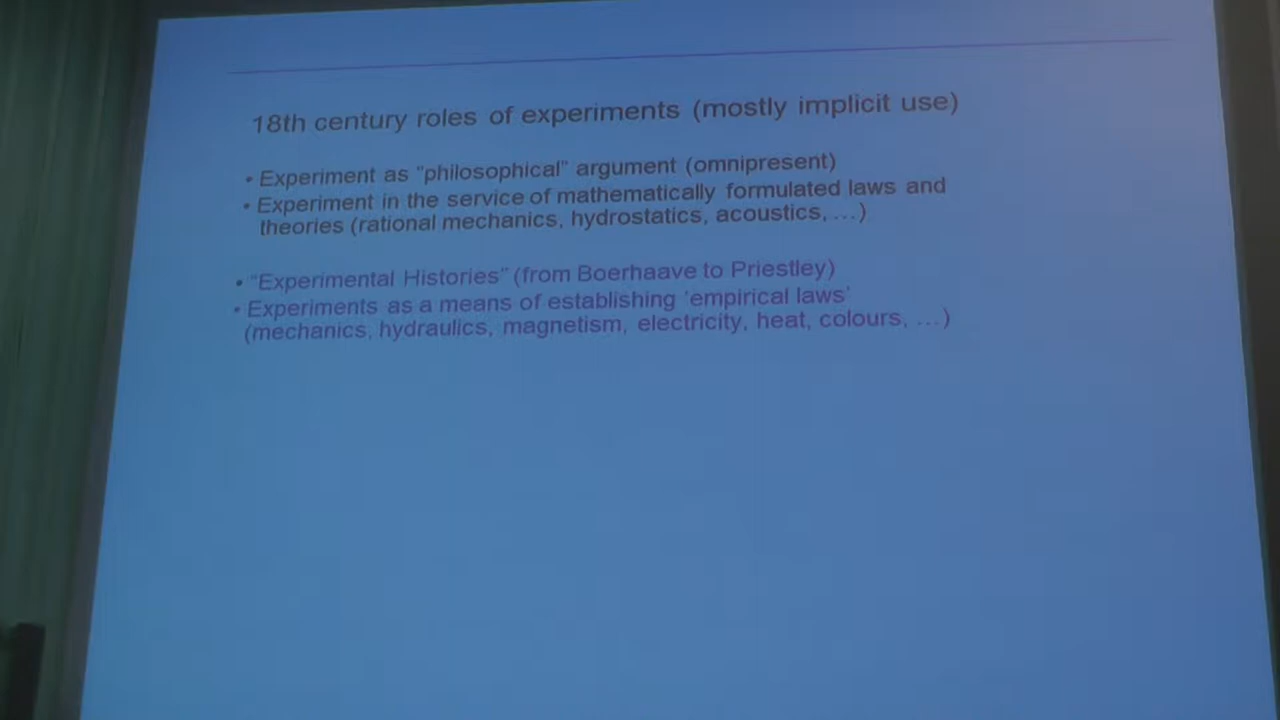 18th century roles of experiments (mostly implicit use)
• Experiment as "philosophical" argument (omnipresent)
• Experiment in the service of mathematically formulated laws and
theories (rational mechanics, hydrostatics, acoustics, …)
• "Experimental Histories" (from Boerhaave to Priestley)
• Experiments as a means of establishing 'empirical laws'
(mechanics, hydraulics, magnetism, electricity, heat, colours, …)